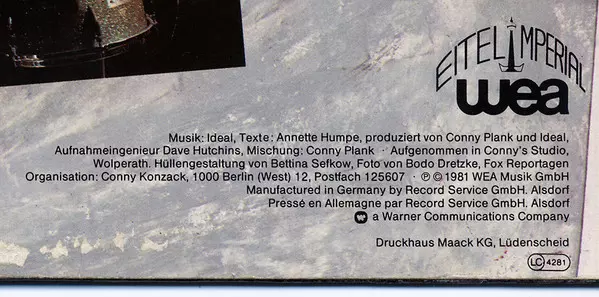 EITEL IMPERIAL
wea
Musik: Ideal, Texte: Annette Humpe, produziert von Conny Plank und Ideal,
Aufnahmeingenieur Dave Hutchins, Mischung: Conny Plank · Aufgenommen in Conny's Studio,
Wolperath. Hüllengestaltung von Bettina Sefkow, Foto von Bodo Dretzke, Fox Reportagen
Organisation: Conny Konzack, 1000 Berlin (West) 12, Postfach 125607 · ℗ © 1981 WEA Musik GmbH
Manufactured in Germany by Record Service GmbH. Alsdorf
Pressé en Allemagne par Record Service GmbH. Alsdorf
a Warner Communications Company
Druckhaus Maack KG, Lüdenscheid
LC 4281